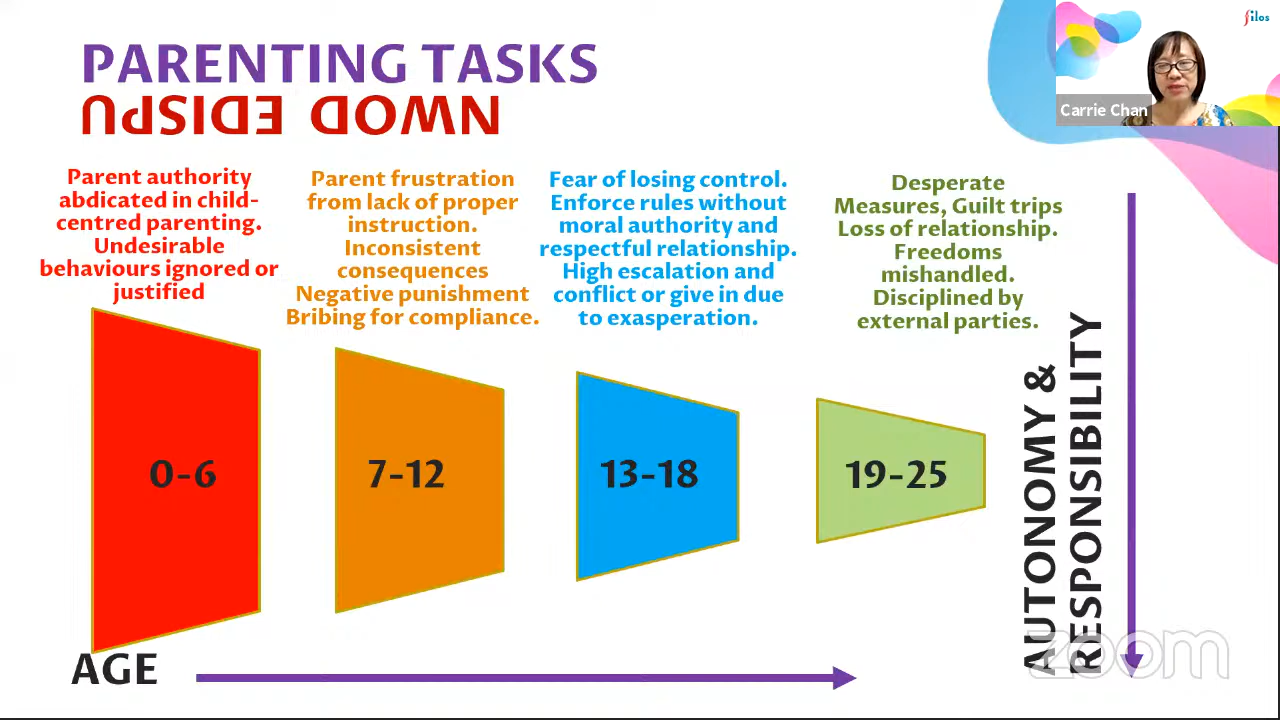 PARENTING TASKS
UPSIDE DOWN
Silos
Carrie Chan
Parent authority
abdicated in child-
centred parenting.
Undesirable
behaviours ignored or
justified
Parent frustration
from lack of proper
instruction.
Inconsistent
consequences
Negative punishment
Bribing for compliance.
Fear of losing control.
Enforce rules without
moral authority and
respectful relationship.
High escalation and
conflict or give in due
to exasperation.
Desperate
Measures, Guilt trips
Loss of relationship.
Freedoms
mishandled.
Disciplined by
external parties.
0-6
7-12
13-18
19-25
AUTONOMY &
RESPONSIBILITY
AGE
zoom